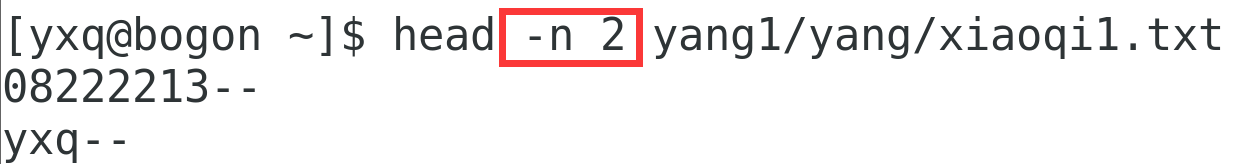 [yxq@bogon ~]$ head -n 2 yang1/yang/xiaoqi1.txt
08222213--
yxq--